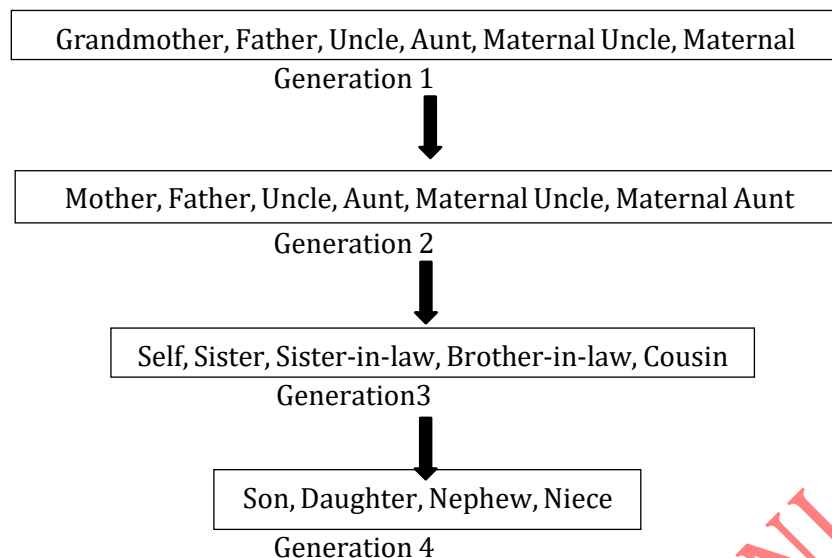 Grandmother, Father, Uncle, Aunt, Maternal Uncle, Maternal
Generation 1
Mother, Father, Uncle, Aunt, Maternal Uncle, Maternal Aunt
Generation 2
Self, Sister, Sister-in-law, Brother-in-law, Cousin
Generation3
Son, Daughter, Nephew, Niece
Generation 4